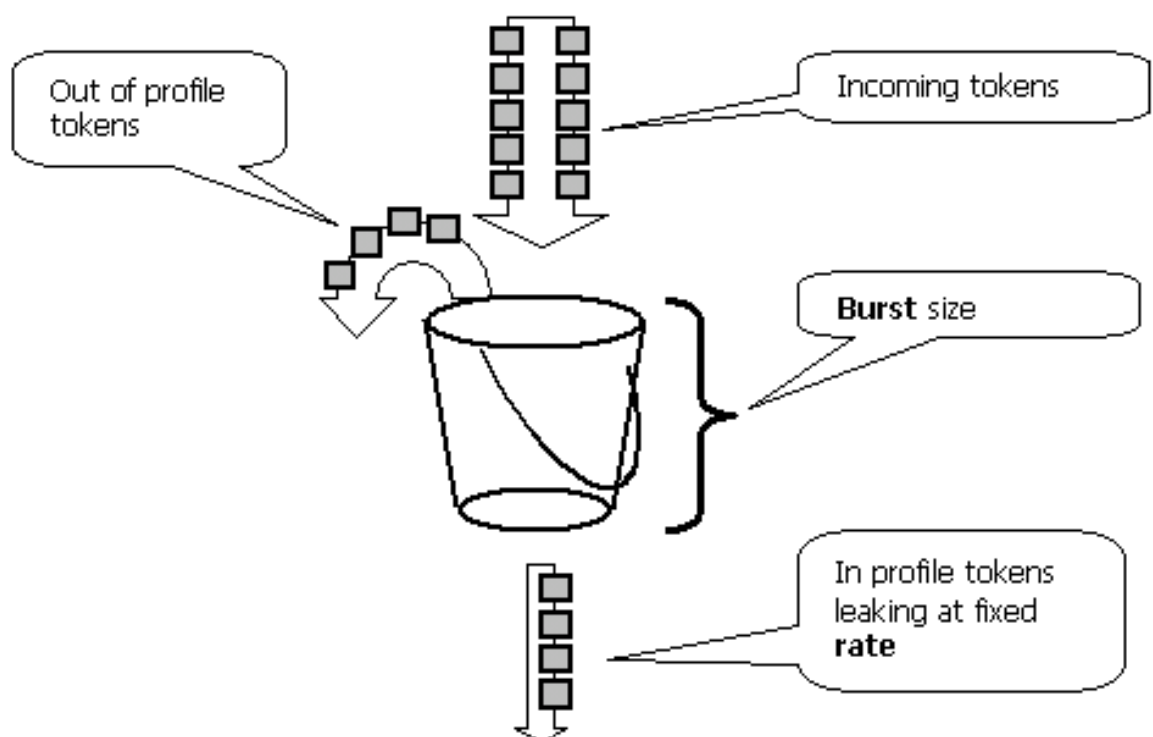 Out of profile
tokens
Incoming tokens
Burst size
In profile tokens
leaking at fixed
rate